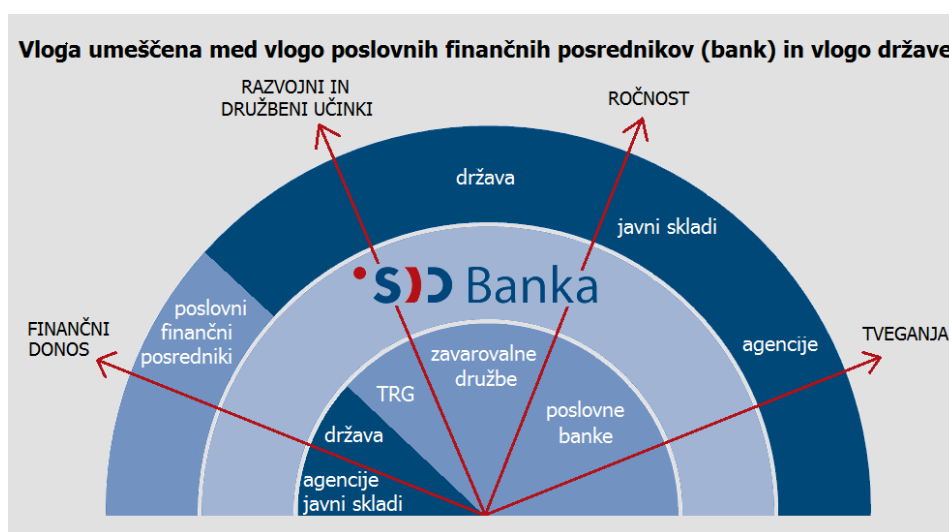 Vloga umeščena med vlogo poslovnih finančnih posrednikov (bank) in vlogo države
RAZVOJNI IN
DRUŽBENI UČINKI
ROČNOST
država
javni skladi
SID Banka
poslovni
finančni
posredniki
FINANČNI
DONOS
agencije
TVEGANJA
zavarovalne
družbe
TRG
poslovne
banke
država
agencije
javni skladi